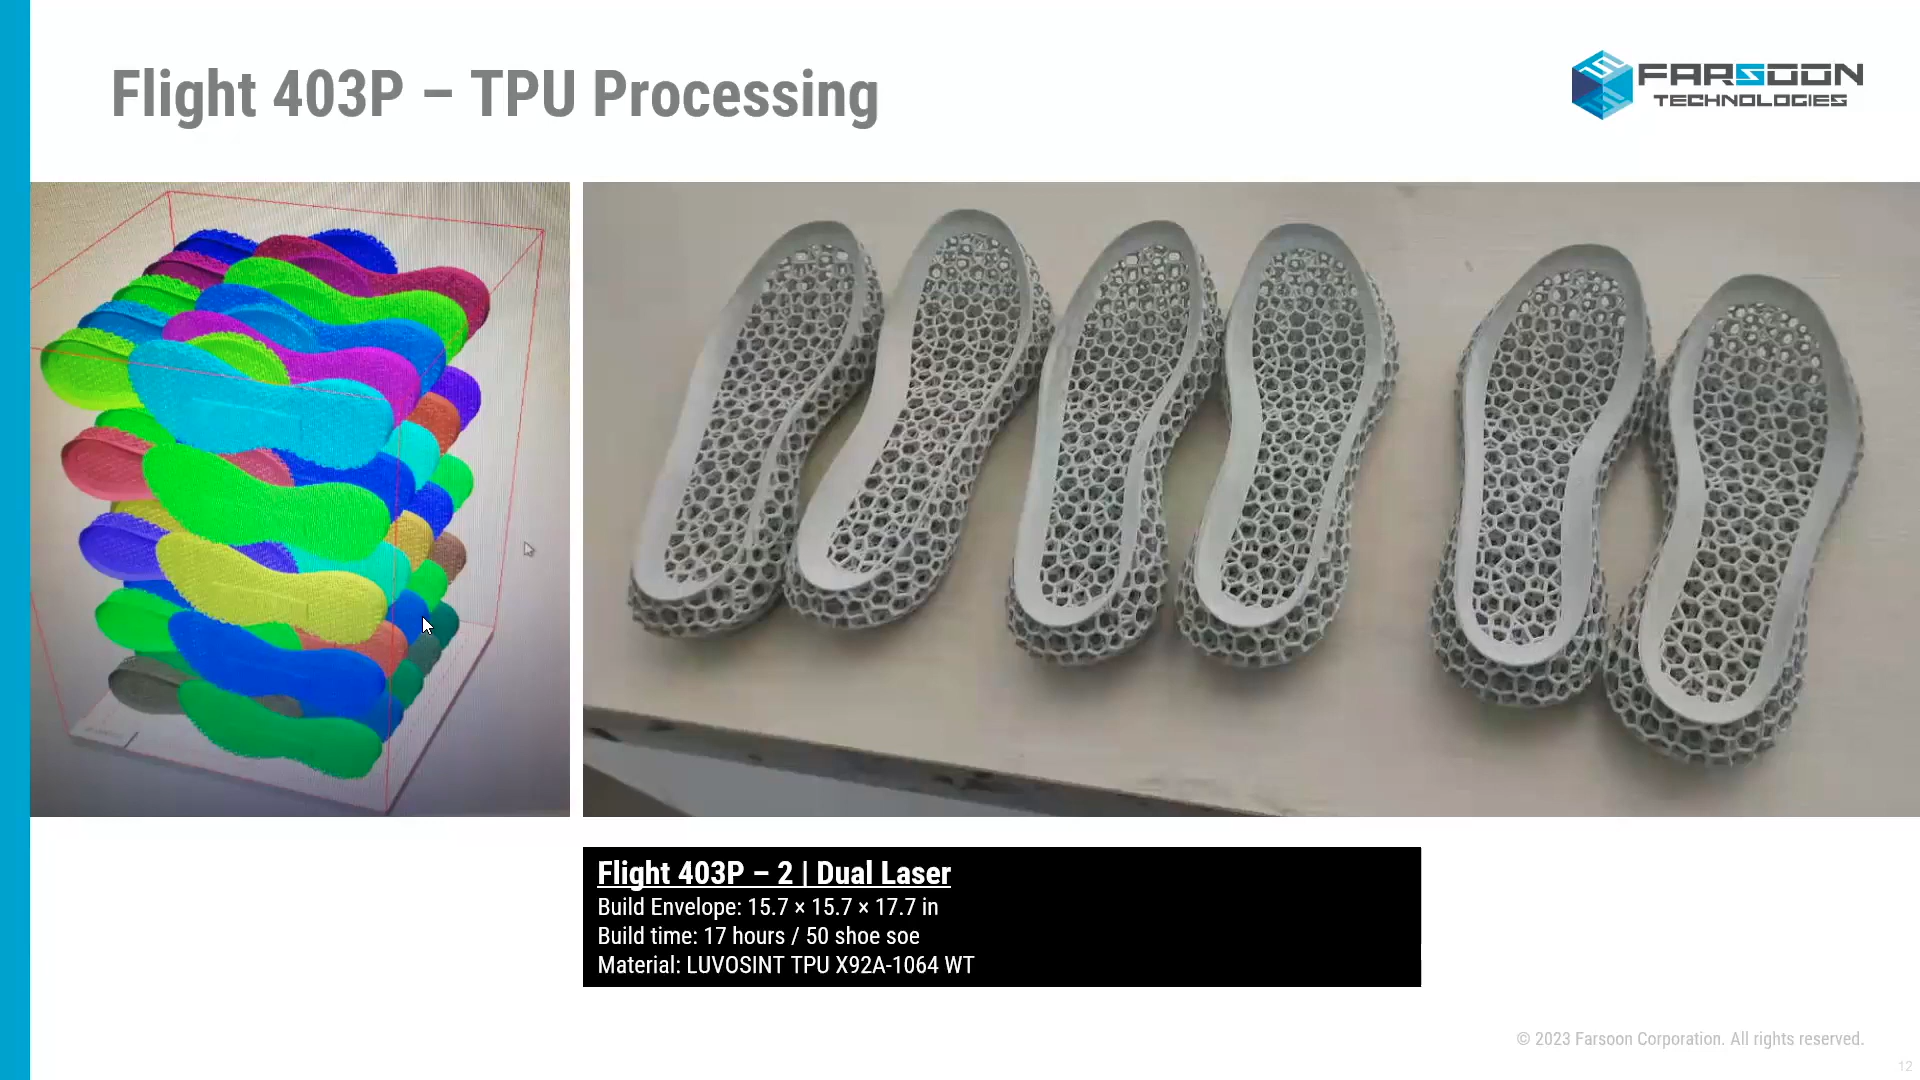 Flight 403P – TPU Processing
FARSOON
TECHNOLOGIES
Flight 403P – 2 | Dual Laser
Build Envelope: 15.7 × 15.7 × 17.7 in
Build time: 17 hours / 50 shoe soe
Material: LUVOSINT TPU X92A-1064 WT
© 2023 Farsoon Corporation. All rights reserved.
12